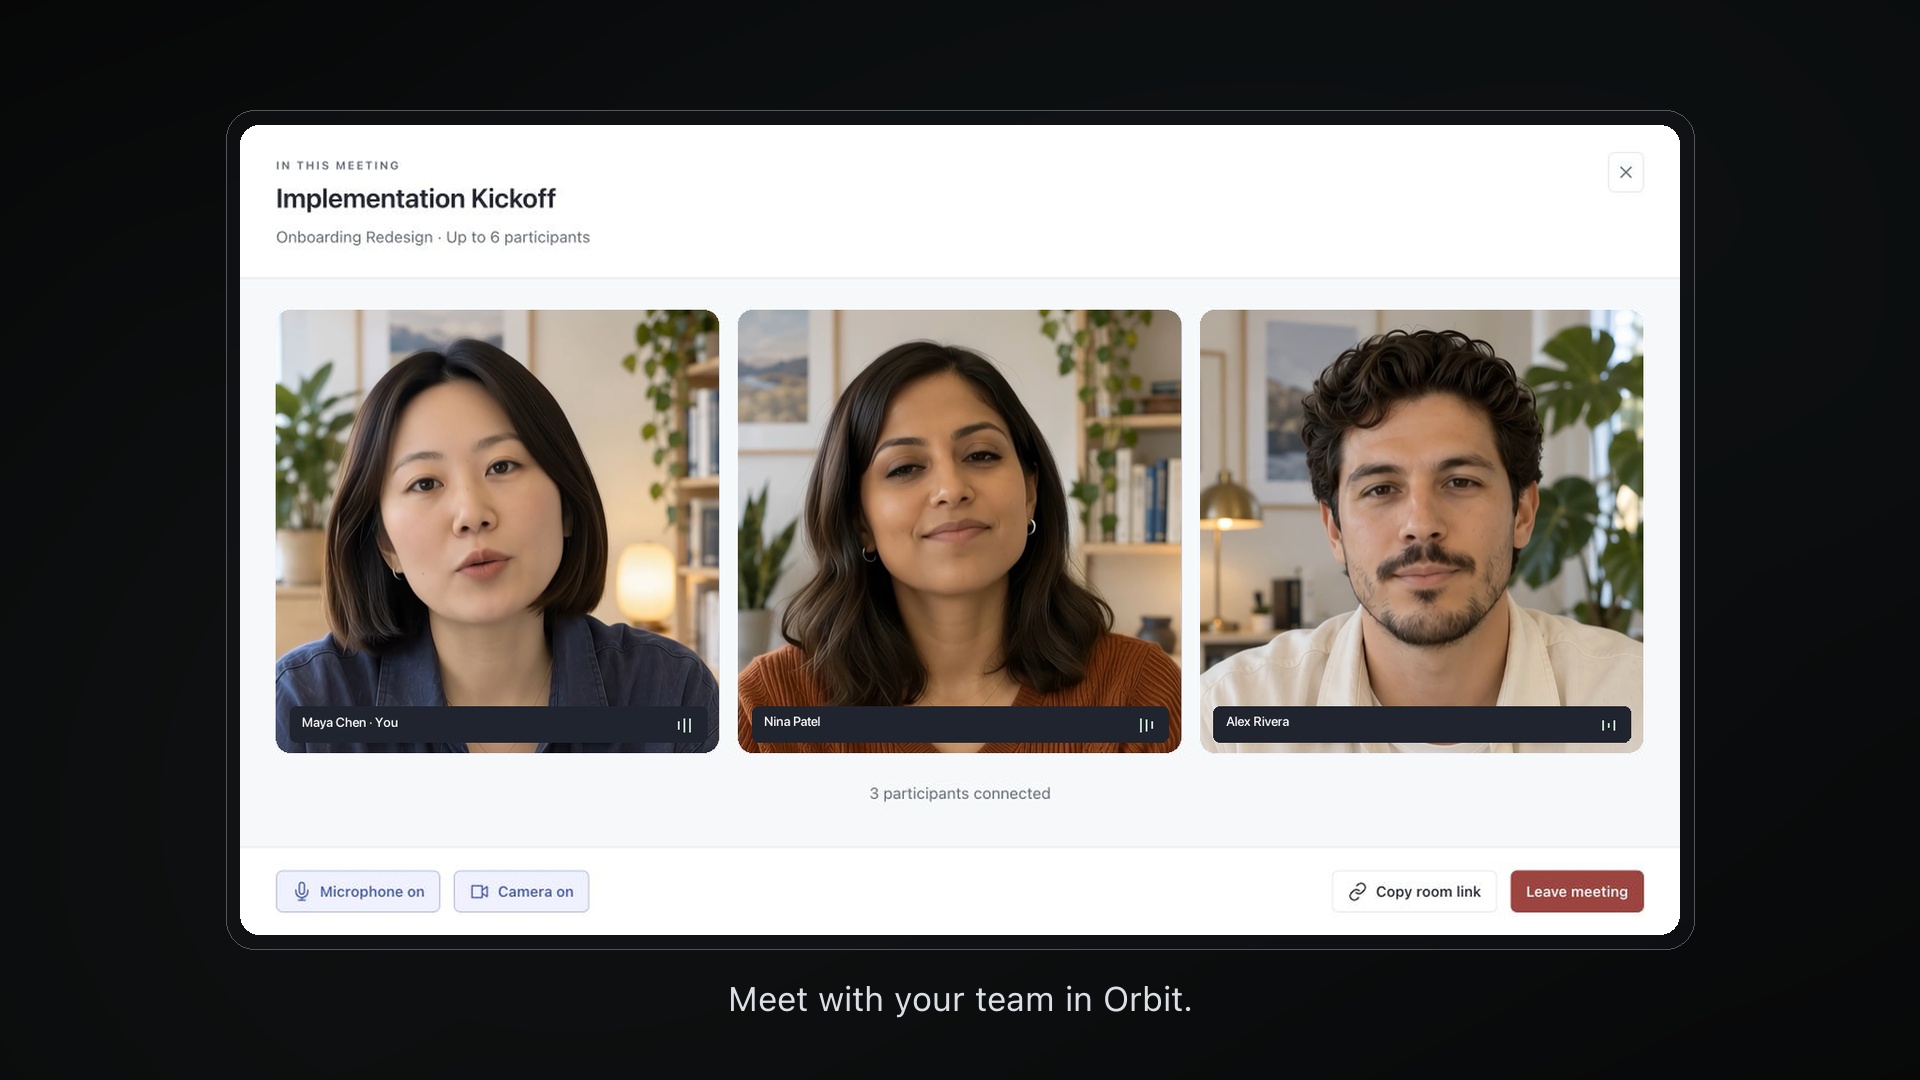 IN THIS MEETING
Implementation Kickoff
Onboarding Redesign · Up to 6 participants
Maya Chen · You
Nina Patel
Alex Rivera
3 participants connected
Microphone on
Camera on
Copy room link
Leave meeting
Meet with your team in Orbit.